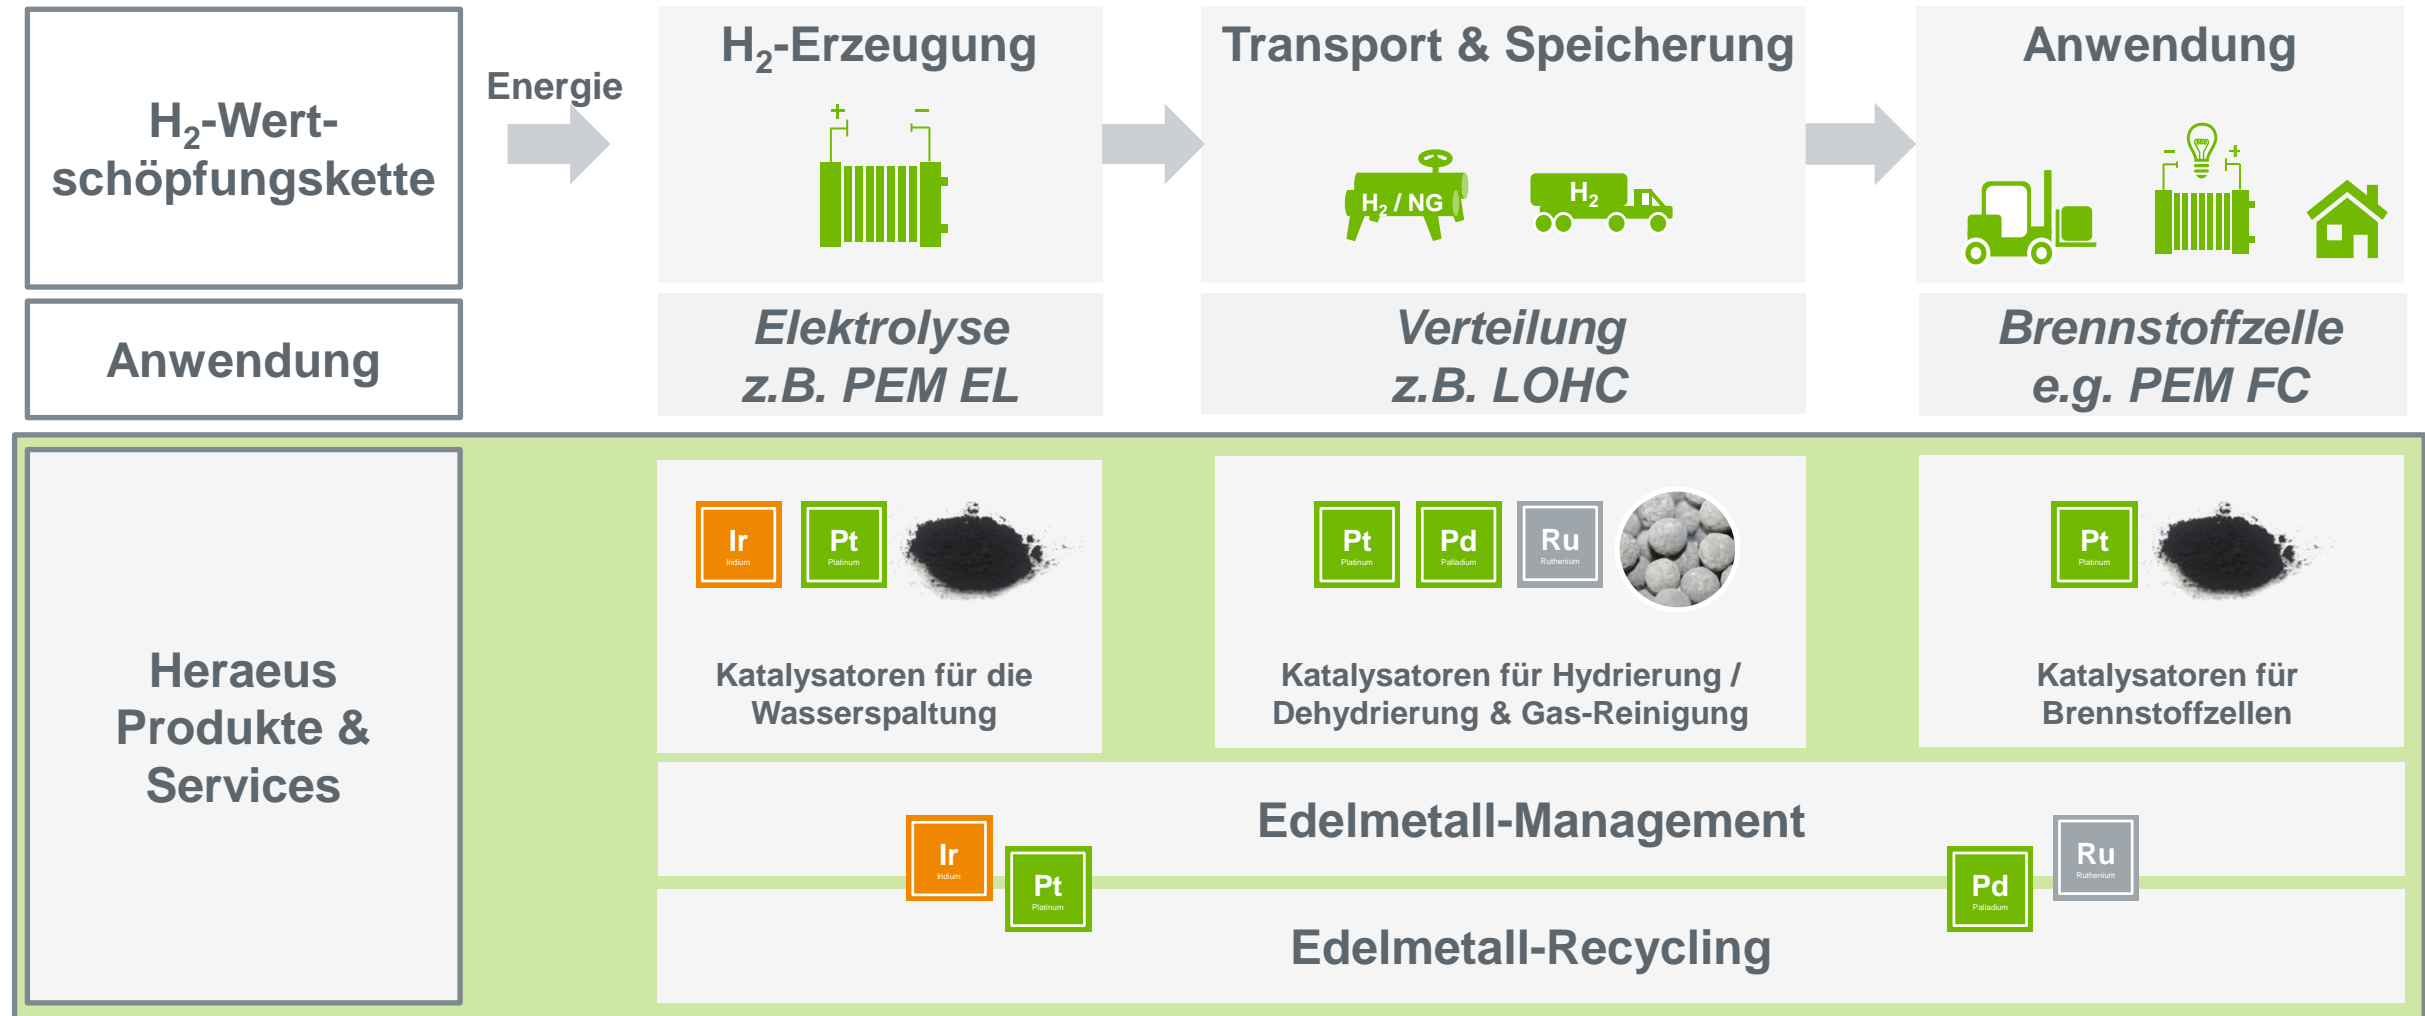 H₂-Wert-
schöpfungskette
Energie
H₂-Erzeugung
+ –
Transport & Speicherung
H₂ / NG
H₂
Anwendung
– +
Anwendung
Elektrolyse
z.B. PEM EL
Verteilung
z.B. LOHC
Brennstoffzelle
e.g. PEM FC
Heraeus
Produkte &
Services
Ir
Iridium
Pt
Platinum
Katalysatoren für die
Wasserspaltung
Pt
Platinum
Pd
Palladium
Ru
Ruthenium
Katalysatoren für Hydrierung /
Dehydrierung & Gas-Reinigung
Pt
Platinum
Katalysatoren für
Brennstoffzellen
Edelmetall-Management
Ir
Iridium
Pt
Platinum
Pd
Palladium
Ru
Ruthenium
Edelmetall-Recycling